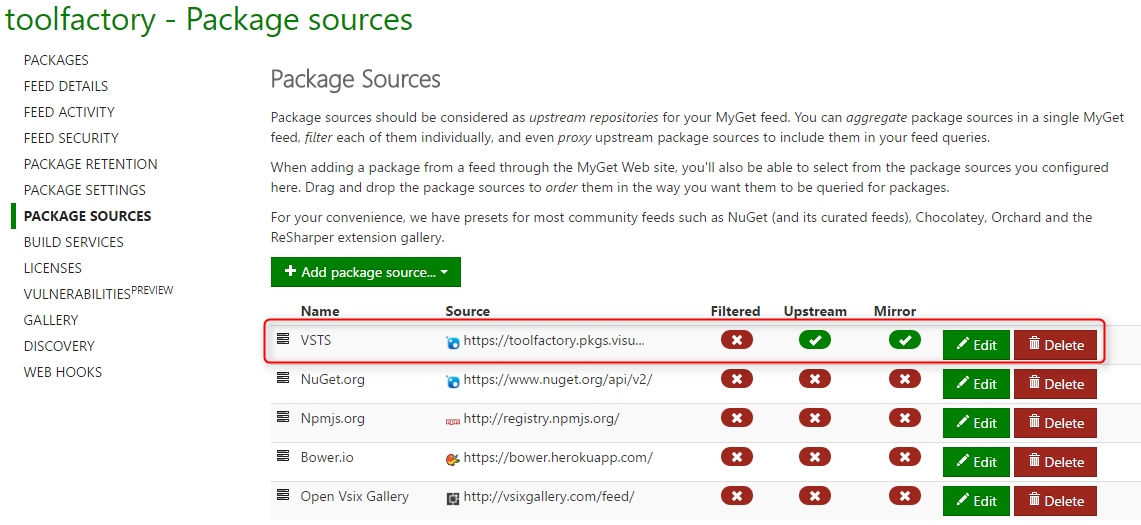 toolfactory - Package sources
PACKAGES
FEED DETAILS
FEED ACTIVITY
FEED SECURITY
PACKAGE RETENTION
PACKAGE SETTINGS
PACKAGE SOURCES
BUILD SERVICES
LICENSES
VULNERABILITIESPREVIEW
GALLERY
DISCOVERY
WEB HOOKS
Package Sources
Package sources should be considered as upstream repositories for your MyGet feed. You can aggregate package sources in a single MyGet
feed, filter each of them individually, and even proxy upstream package sources to include them in your feed queries.
When adding a package from a feed through the MyGet Web site, you'll also be able to select from the package sources you configured
here. Drag and drop the package sources to order them in the way you want them to be queried for packages.
For your convenience, we have presets for most community feeds such as NuGet (and its curated feeds), Chocolatey, Orchard and the
ReSharper extension gallery.
Add package source...
Name Source Filtered Upstream Mirror
VSTS https://toolfactory.pkgs.visu... Edit Delete
NuGet.org https://www.nuget.org/api/v2/ Edit Delete
Npmjs.org npm http://registry.npmjs.org/ Edit Delete
Bower.io https://bower.herokuapp.com/ Edit Delete
Open Vsix Gallery http://vsixgallery.com/feed/ Edit Delete